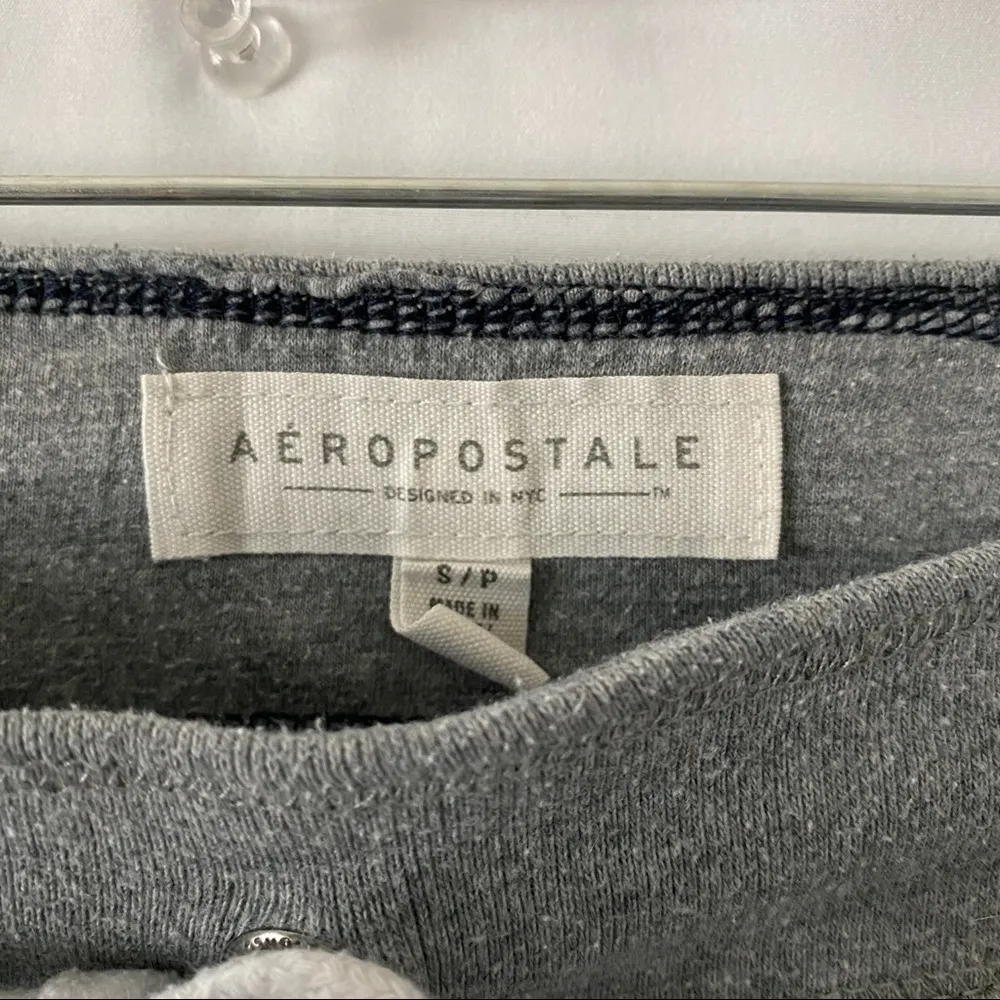 AÉROPOSTALE
DESIGNED IN NYC TM
S/P
MADE IN